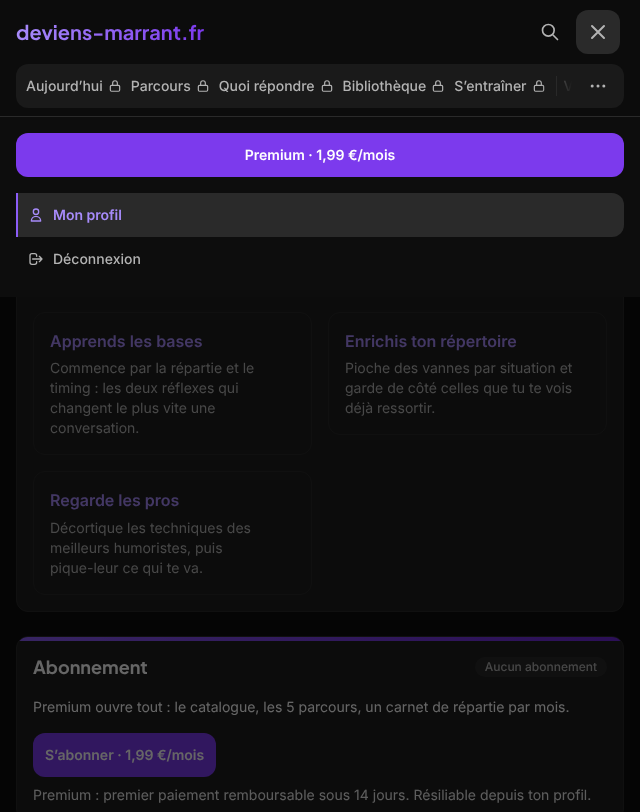 deviens-marrant.fr
Aujourd’hui Parcours Quoi répondre Bibliothèque S’entraîner
Premium · 1,99 €/mois
Mon profil
Déconnexion
Apprends les bases
Commence par la répartie et le
timing : les deux réflexes qui
changent le plus vite une
conversation.
Enrichis ton répertoire
Pioche des vannes par situation et
garde de côté celles que tu te vois
déjà ressortir.
Regarde les pros
Décortique les techniques des
meilleurs humoristes, puis
pique-leur ce qui te va.
Abonnement
Aucun abonnement
Premium ouvre tout : le catalogue, les 5 parcours, un carnet de répartie par mois.
S’abonner · 1,99 €/mois
Premium : premier paiement remboursable sous 14 jours. Résiliable depuis ton profil.